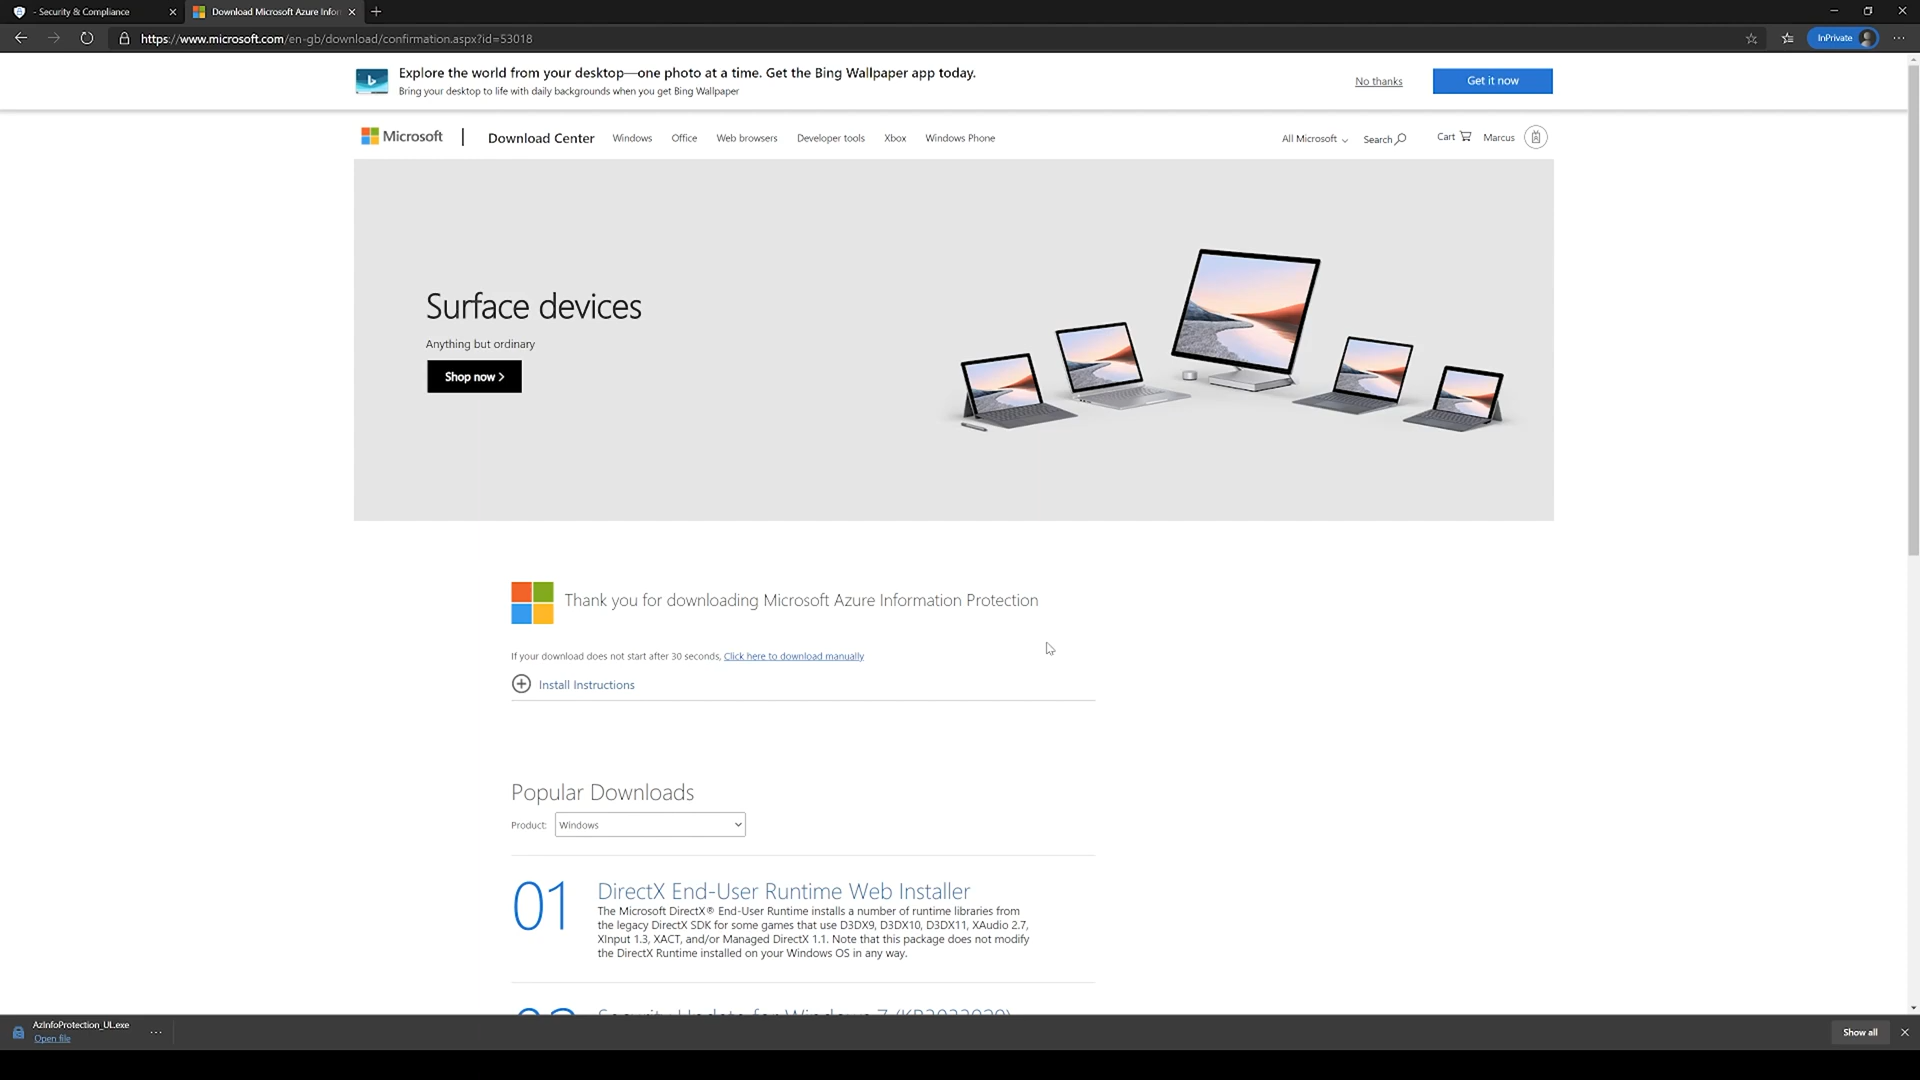 - Security & Compliance
Download Microsoft Azure Infor
https://www.microsoft.com/en-gb/download/confirmation.aspx?id=53018
InPrivate
Explore the world from your desktop—one photo at a time. Get the Bing Wallpaper app today.
Bring your desktop to life with daily backgrounds when you get Bing Wallpaper
No thanks
Get it now
Microsoft
Download Center
Windows
Office
Web browsers
Developer tools
Xbox
Windows Phone
All Microsoft
Search
Cart
Marcus
Surface devices
Anything but ordinary
Shop now >
Thank you for downloading Microsoft Azure Information Protection
If your download does not start after 30 seconds, Click here to download manually
Install Instructions
Popular Downloads
Product: Windows
01
DirectX End-User Runtime Web Installer
The Microsoft DirectX® End-User Runtime installs a number of runtime libraries from
the legacy DirectX SDK for some games that use D3DX9, D3DX10, D3DX11, XAudio 2.7,
XInput 1.3, XACT, and/or Managed DirectX 1.1. Note that this package does not modify
the DirectX Runtime installed on your Windows OS in any way.
Security Update for Windows 7
AzInfoProtection_UL.exe
Open file
Show all